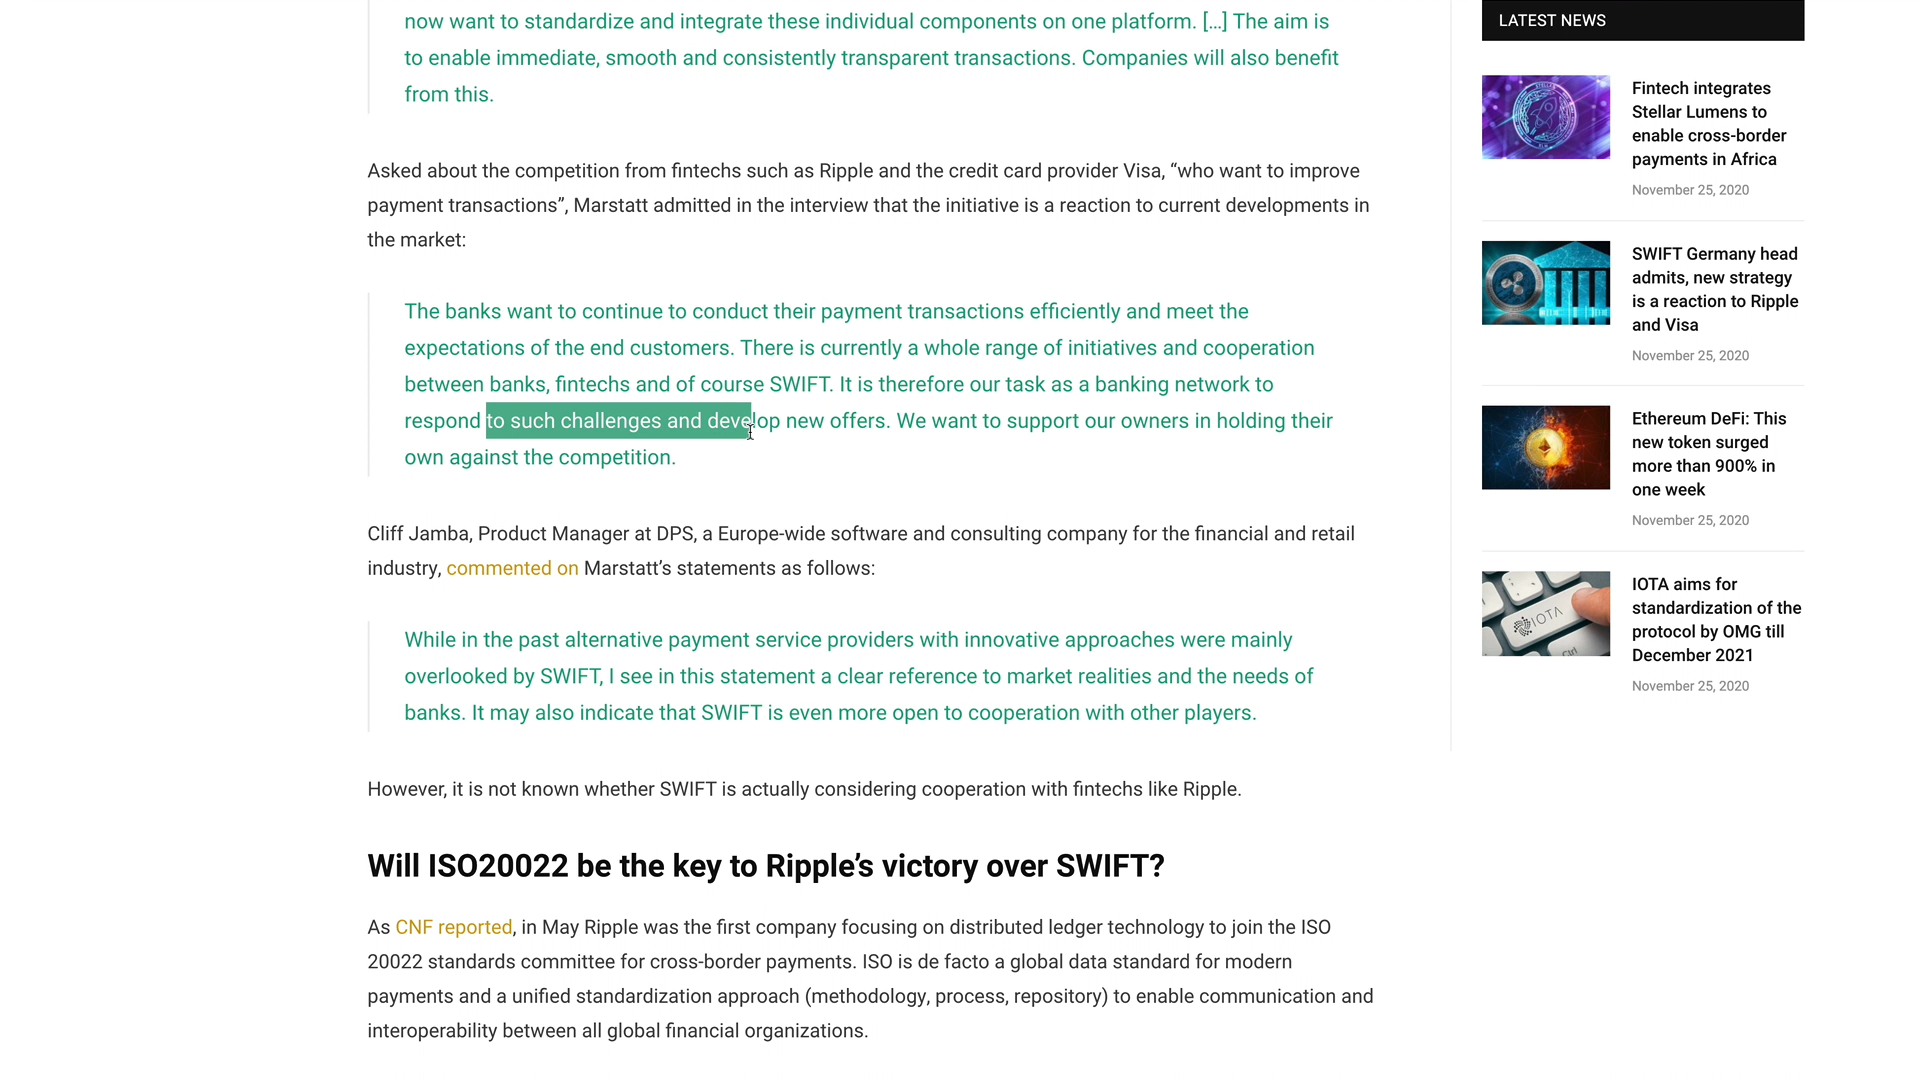 now want to standardize and integrate these individual components on one platform. […] The aim is
to enable immediate, smooth and consistently transparent transactions. Companies will also benefit
from this.
Asked about the competition from fintechs such as Ripple and the credit card provider Visa, “who want to improve
payment transactions”, Marstatt admitted in the interview that the initiative is a reaction to current developments in
the market:
The banks want to continue to conduct their payment transactions efficiently and meet the
expectations of the end customers. There is currently a whole range of initiatives and cooperation
between banks, fintechs and of course SWIFT. It is therefore our task as a banking network to
respond to such challenges and develop new offers. We want to support our owners in holding their
own against the competition.
Cliff Jamba, Product Manager at DPS, a Europe-wide software and consulting company for the financial and retail
industry, commented on Marstatt’s statements as follows:
While in the past alternative payment service providers with innovative approaches were mainly
overlooked by SWIFT, I see in this statement a clear reference to market realities and the needs of
banks. It may also indicate that SWIFT is even more open to cooperation with other players.
However, it is not known whether SWIFT is actually considering cooperation with fintechs like Ripple.
Will ISO20022 be the key to Ripple’s victory over SWIFT?
As CNF reported, in May Ripple was the first company focusing on distributed ledger technology to join the ISO
20022 standards committee for cross-border payments. ISO is de facto a global data standard for modern
payments and a unified standardization approach (methodology, process, repository) to enable communication and
interoperability between all global financial organizations.
LATEST NEWS
Fintech integrates
Stellar Lumens to
enable cross-border
payments in Africa
November 25, 2020
SWIFT Germany head
admits, new strategy
is a reaction to Ripple
and Visa
November 25, 2020
Ethereum DeFi: This
new token surged
more than 900% in
one week
November 25, 2020
IOTA
Ctrl
IOTA aims for
standardization of the
protocol by OMG till
December 2021
November 25, 2020